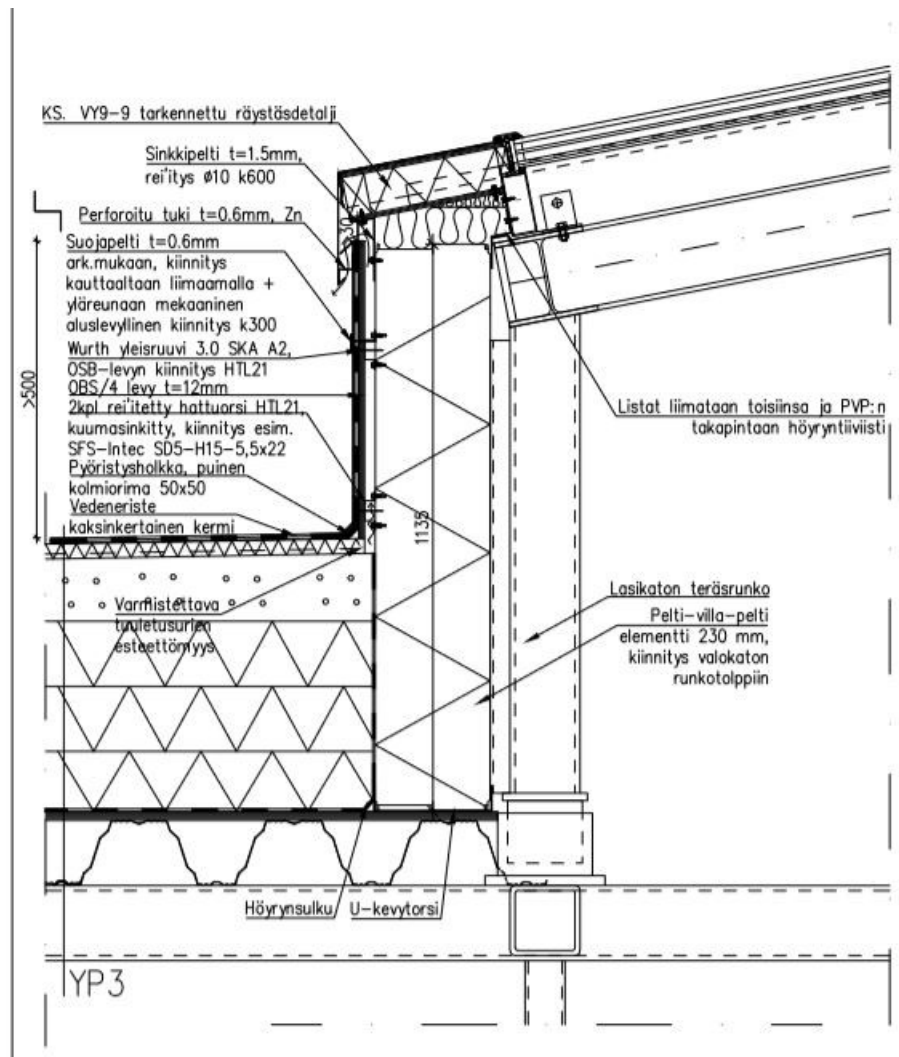 KS. VY9-9 tarkennettu räystäsdetalji
Sinkkipelti t=1.5mm,
rei'itys ø10 k600
Perforoitu tuki t=0.6mm, Zn
Suojapelti t=0.6mm
ark.mukaan, kiinnitys
kauttaaltaan liimaamalla +
yläreunaan mekaaninen
aluslevyllinen kiinnitys k300
Wurth yleisruuvi 3.0 SKA A2,
OSB-levyn kiinnitys HTL21
OBS/4 levy t=12mm
2kpl rei'itetty hattuorsi HTL21,
kuumasinkitty, kiinnitys esim.
SFS-Intec SD5-H15-5,5x22
Pyöristysholkka, puinen
kolmiorima 50x50
Vedeneriste
kaksinkertainen kermi
>500
1135
Listat liimataan toisiinsa ja PVP:n
takapintaan höyryntiiviisti
Varmistettava
tuuletusurien
esteettömyys
Lasikaton teräsrunko
Pelti-villa-pelti
elementti 230 mm,
kiinnitys valokaton
runkotolppiin
Höyrynsulku
U-kevytorsi
YP3